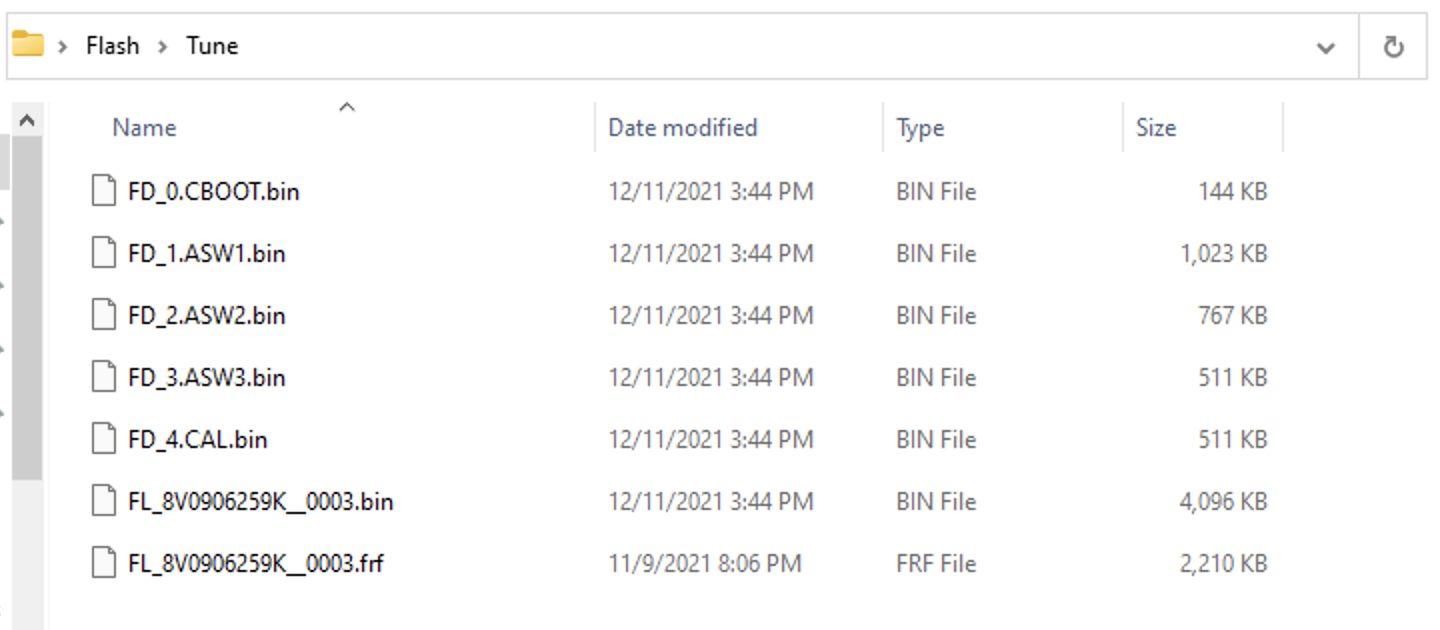 Flash > Tune
Name Date modified Type Size
FD_0.CBOOT.bin 12/11/2021 3:44 PM BIN File 144 KB
FD_1.ASW1.bin 12/11/2021 3:44 PM BIN File 1,023 KB
FD_2.ASW2.bin 12/11/2021 3:44 PM BIN File 767 KB
FD_3.ASW3.bin 12/11/2021 3:44 PM BIN File 511 KB
FD_4.CAL.bin 12/11/2021 3:44 PM BIN File 511 KB
FL_8V0906259K__0003.bin 12/11/2021 3:44 PM BIN File 4,096 KB
FL_8V0906259K__0003.frf 11/9/2021 8:06 PM FRF File 2,210 KB